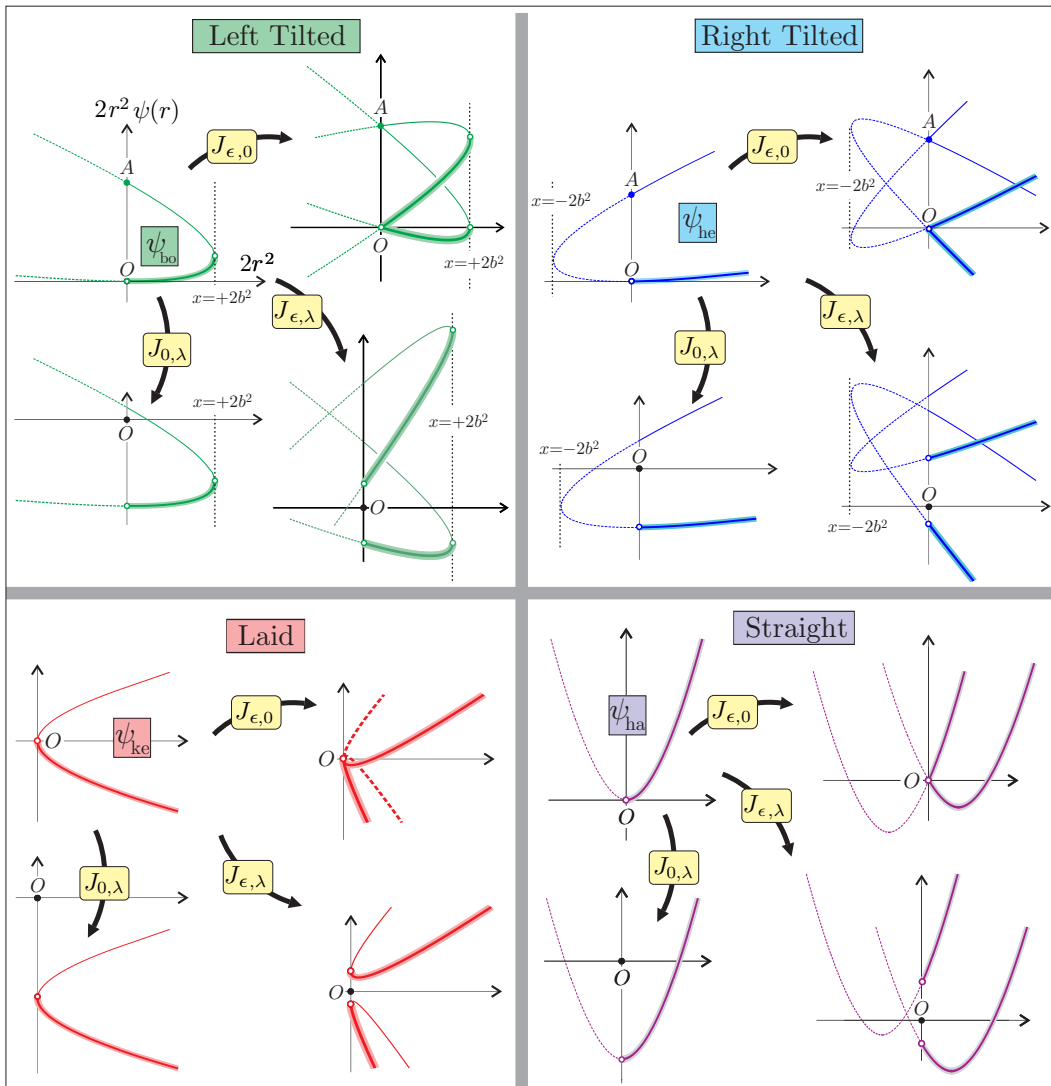 Left Tilted
2r² ψ(r)
A
J_{ϵ,0}
A
O
ψ_bo
2r²
x=+2b²
O
x=+2b²
J_{0,λ}
J_{ϵ,λ}
O
x=+2b²
x=+2b²
O
Right Tilted
A
J_{ϵ,0}
A
x=−2b²
x=−2b²
ψ_he
O
O
J_{0,λ}
J_{ϵ,λ}
x=−2b²
O
O
x=−2b²
Laid
J_{ϵ,0}
O
ψ_ke
O
J_{0,λ}
J_{ϵ,λ}
O
O
Straight
ψ_ha
J_{ϵ,0}
O
O
J_{ϵ,λ}
J_{0,λ}
O
O